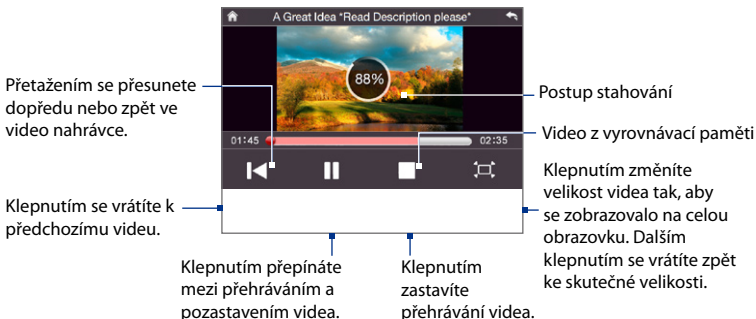 A Great Idea *Read Description please*
88%
01:45
02:35
Přetažením se přesunete
dopředu nebo zpět ve
video nahrávce.
Postup stahování
Video z vyrovnávací paměti
Klepnutím se vrátíte k
předchozímu videu.
Klepnutím přepínáte
mezi přehráváním a
pozastavením videa.
Klepnutím
zastavíte
přehrávání videa.
Klepnutím změníte
velikost videa tak, aby
se zobrazovalo na celou
obrazovku. Dalším
klepnutím se vrátíte zpět
ke skutečné velikosti.